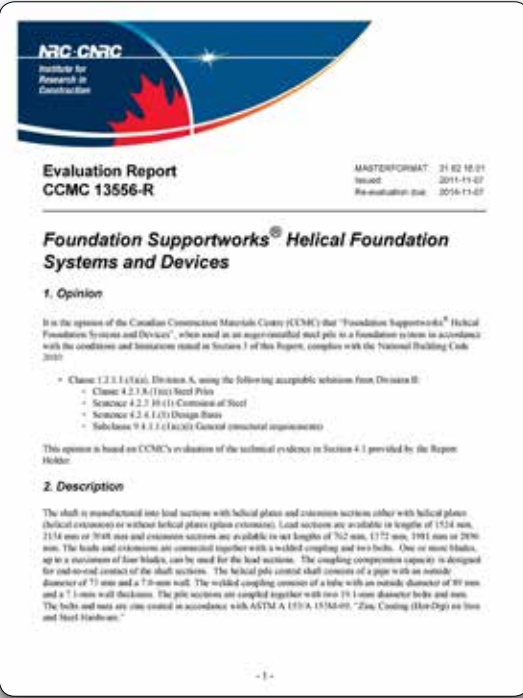 NRC·CNRC
Institute for
Research in
Construction
Evaluation Report
CCMC 13556-R
MASTERFORMAT: 31 62 16.01
Issued: 2011-11-07
Re-evaluation due: 2014-11-07
Foundation Supportworks® Helical Foundation
Systems and Devices
1. Opinion
It is the opinion of the Canadian Construction Materials Centre (CCMC) that "Foundation Supportworks® Helical
Foundation Systems and Devices", when used as an auger-installed steel pile in a foundation system in accordance
with the conditions and limitations stated in Section 3 of this Report, complies with the National Building Code
2010:
• Clause 1.2.1.1.(1)(a), Division A, using the following acceptable solutions from Division B:
◦ Clause 4.2.3.8.(1)(e) Steel Piles
◦ Sentence 4.2.3.10.(1) Corrosion of Steel
◦ Sentence 4.2.4.1.(1) Design Basis
◦ Subclause 9.4.1.1.(1)(c)(i) General (structural requirements)
This opinion is based on CCMC's evaluation of the technical evidence in Section 4.1 provided by the Report
Holder.
2. Description
The shaft is manufactured into lead sections with helical plates and extension sections either with helical plates
(helical extension) or without helical plates (plain extension). Lead sections are available in lengths of 1524 mm,
2134 mm or 3048 mm and extension sections are available in net lengths of 762 mm, 1372 mm, 1981 mm or 2896
mm. The leads and extensions are connected together with a welded coupling and two bolts. One or more blades,
up to a maximum of four blades, can be used for the lead sections. The coupling compression capacity is designed
for end-to-end contact of the shaft sections. The helical pile central shaft consists of a pipe with an outside
diameter of 73 mm and a 7.0-mm wall. The welded coupling consists of a tube with an outside diameter of 89 mm
and a 7.1-mm wall thickness. The pile sections are coupled together with two 19.1-mm diameter bolts and nuts.
The bolts and nuts are zinc coated in accordance with ASTM A 153/A 153M-09, "Zinc Coating (Hot-Dip) on Iron
and Steel Hardware."
- 1 -